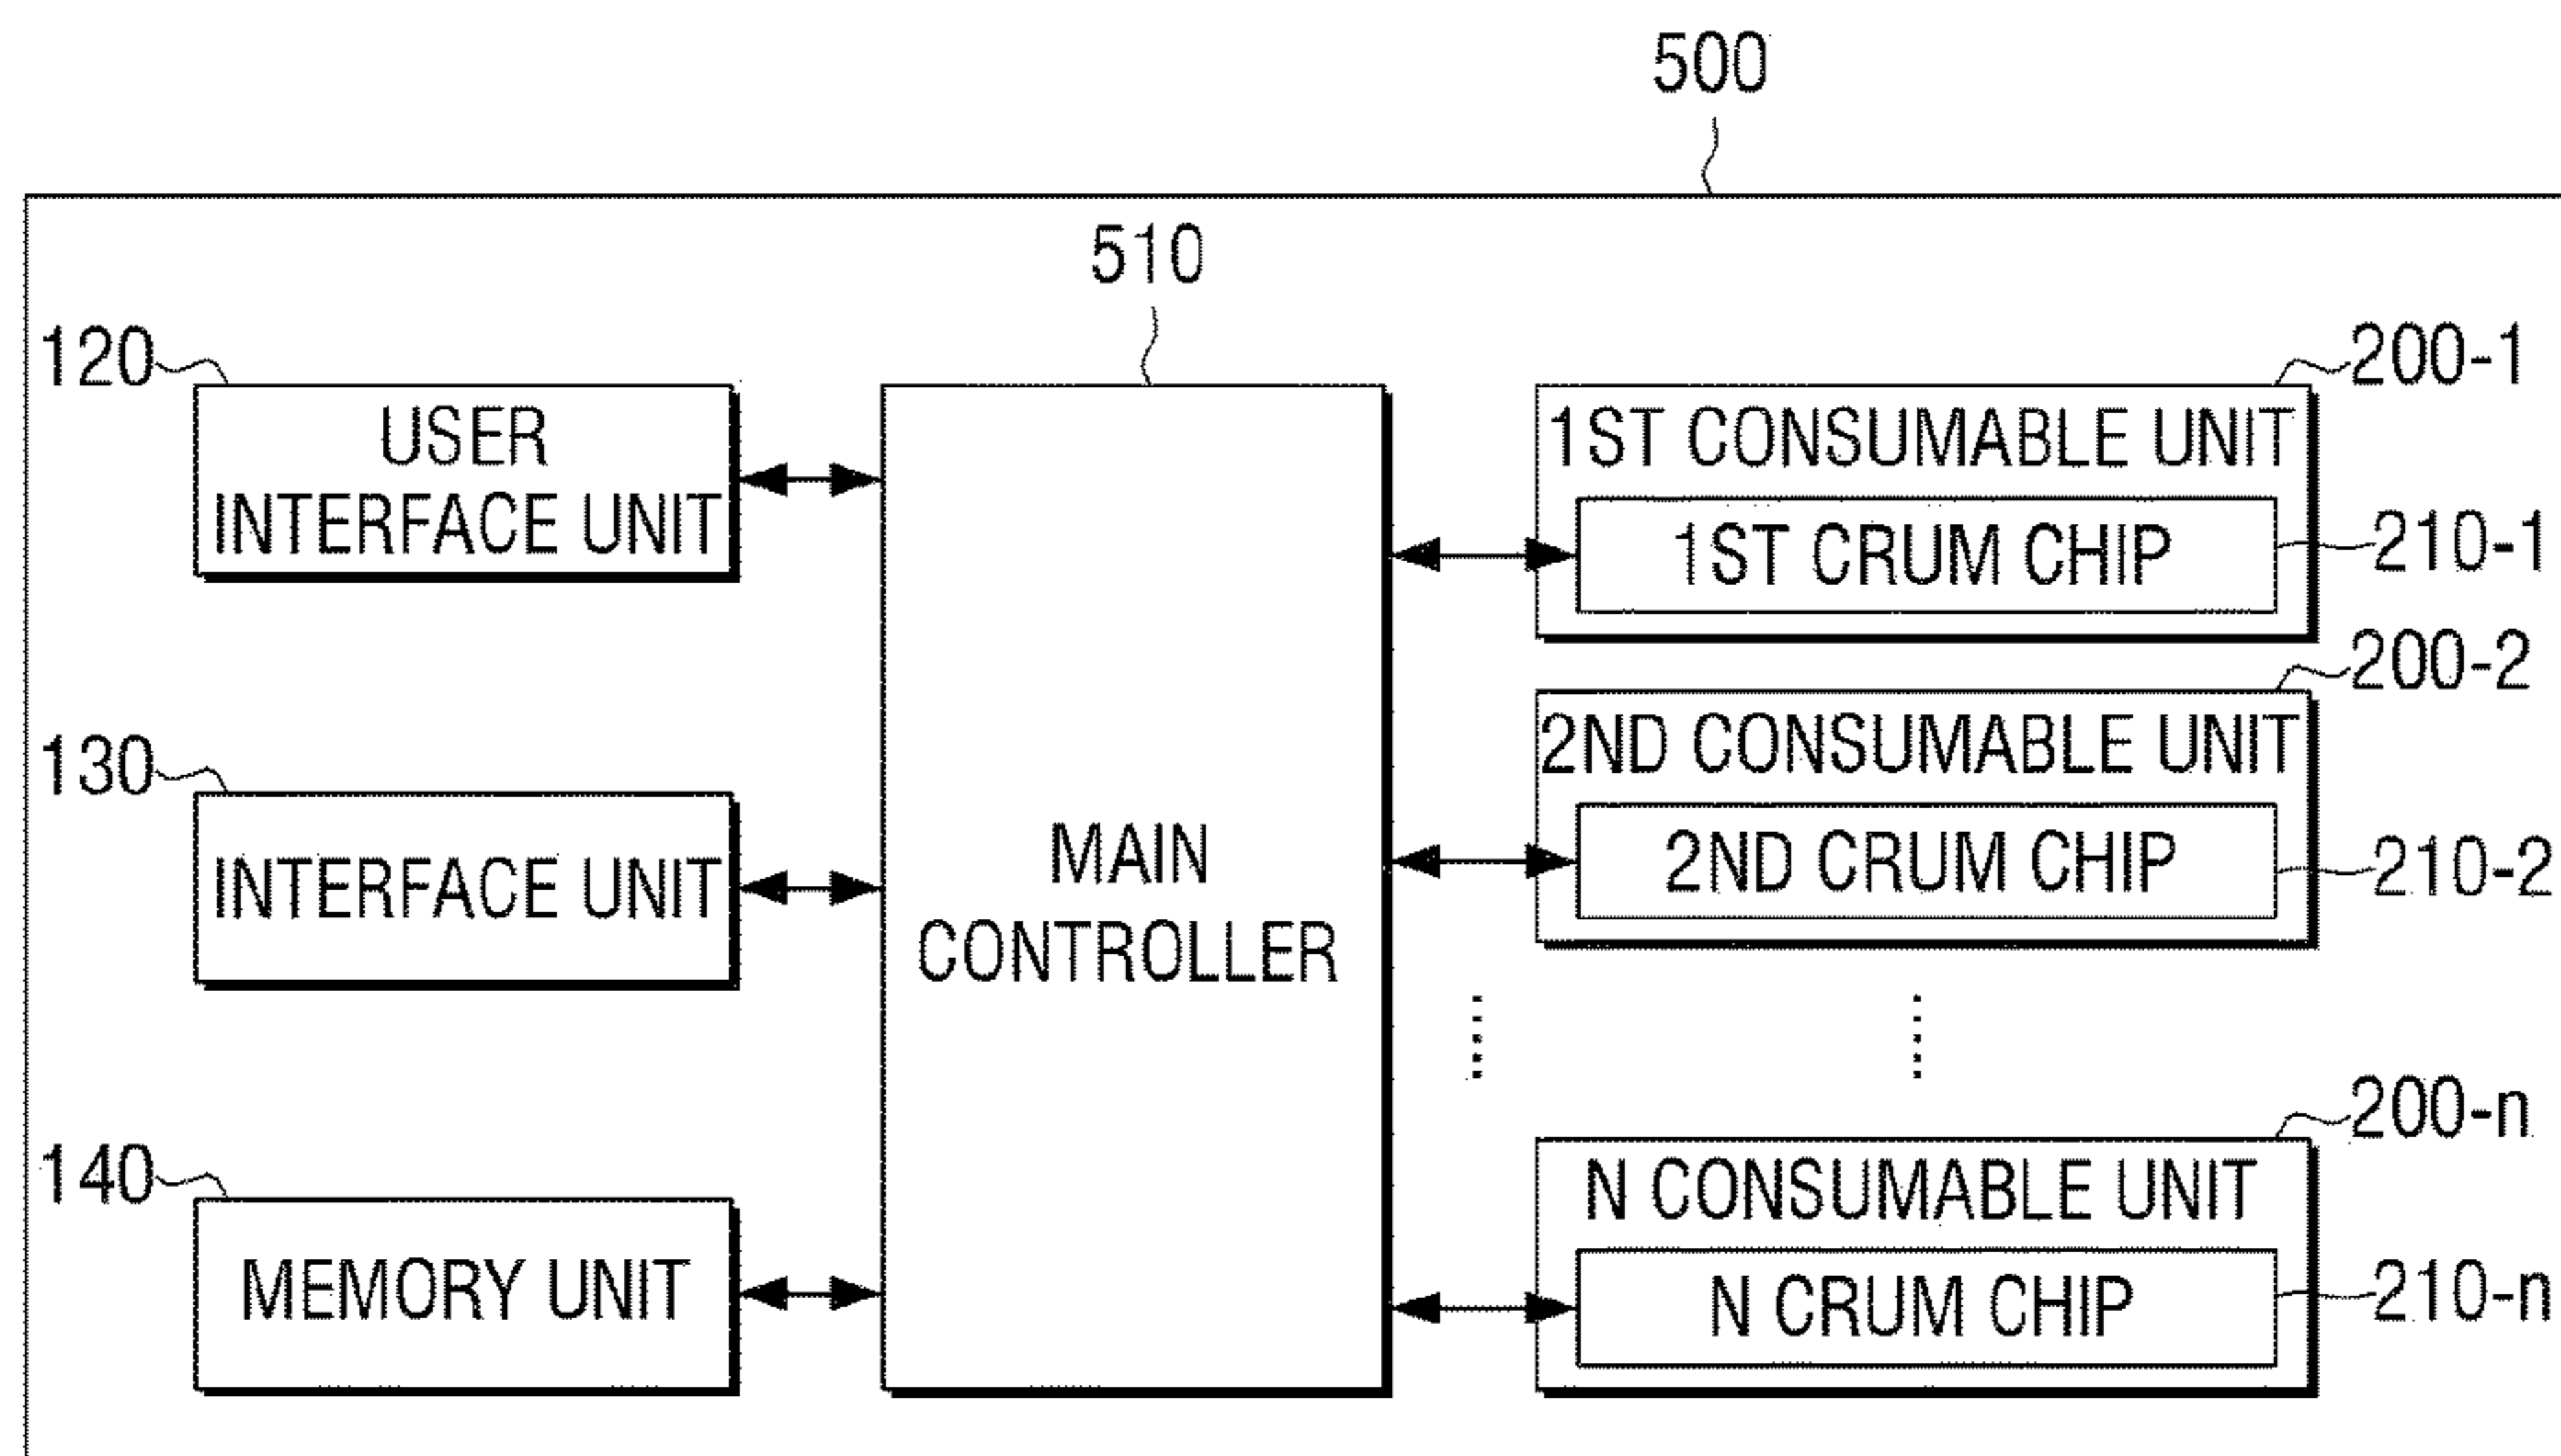 500
510
120
USER
INTERFACE UNIT
130
INTERFACE UNIT
140
MEMORY UNIT
MAIN
CONTROLLER
200-1
1ST CONSUMABLE UNIT
1ST CRUM CHIP
210-1
200-2
2ND CONSUMABLE UNIT
2ND CRUM CHIP
210-2
200-n
N CONSUMABLE UNIT
N CRUM CHIP
210-n